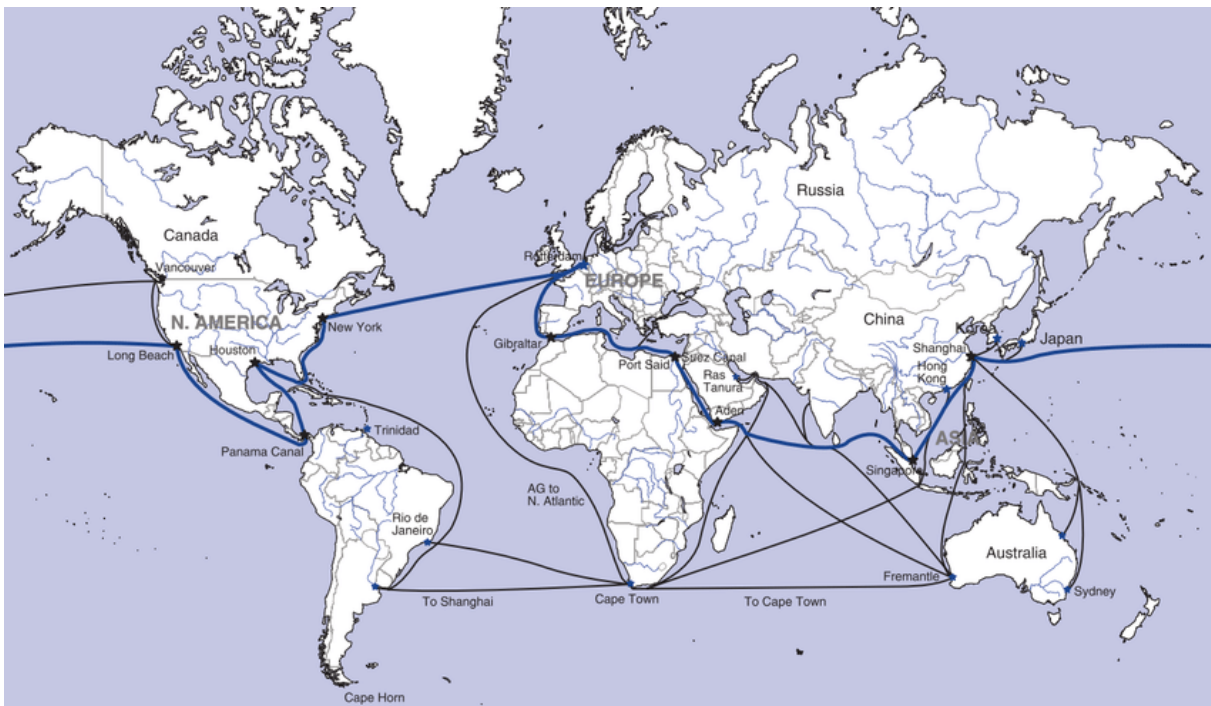 Russia
Canada
Rotterdam
Vancouver
EUROPE
N. AMERICA
New York
China
Korea
Japan
Gibraltar
Shanghai
Long Beach
Houston
Port Said
Suez Canal
Hong
Kong
Ras
Tanura
Aden
Trinidad
ASIA
Panama Canal
Singapore
AG to
N. Atlantic
Rio de
Janeiro
Australia
Fremantle
Sydney
To Shanghai
Cape Town
To Cape Town
Cape Horn